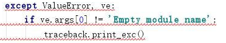 except ValueError, ve:
if ve.args[0] != 'Empty module name':
traceback.print_exc()